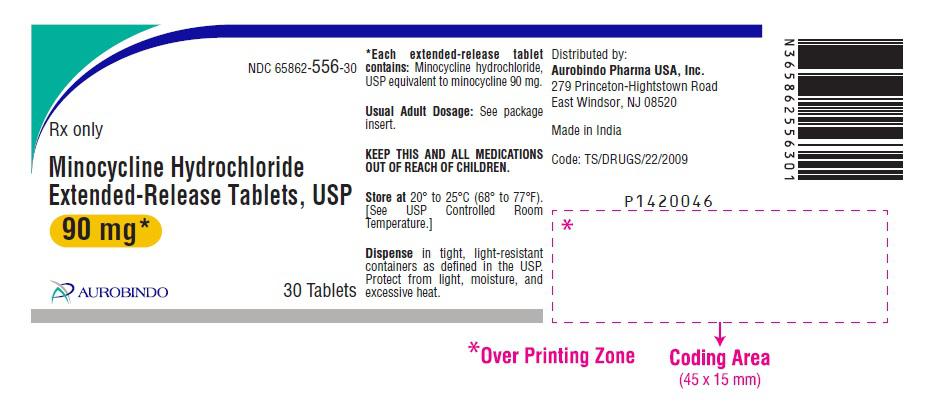 NDC 65862-556-30
Rx only
Minocycline Hydrochloride
Extended-Release Tablets, USP
90 mg*
AUROBINDO
30 Tablets
*Each extended-release tablet
contains: Minocycline hydrochloride,
USP equivalent to minocycline 90 mg.
Usual Adult Dosage: See package
insert.
KEEP THIS AND ALL MEDICATIONS
OUT OF REACH OF CHILDREN.
Store at 20° to 25°C (68° to 77°F).
[See USP Controlled Room
Temperature.]
Dispense in tight, light-resistant
containers as defined in the USP.
Protect from light, moisture, and
excessive heat.
Distributed by:
Aurobindo Pharma USA, Inc.
279 Princeton-Hightstown Road
East Windsor, NJ 08520
Made in India
Code: TS/DRUGS/22/2009
P1420046
*
N365862556301
*Over Printing Zone
Coding Area
(45 x 15 mm)